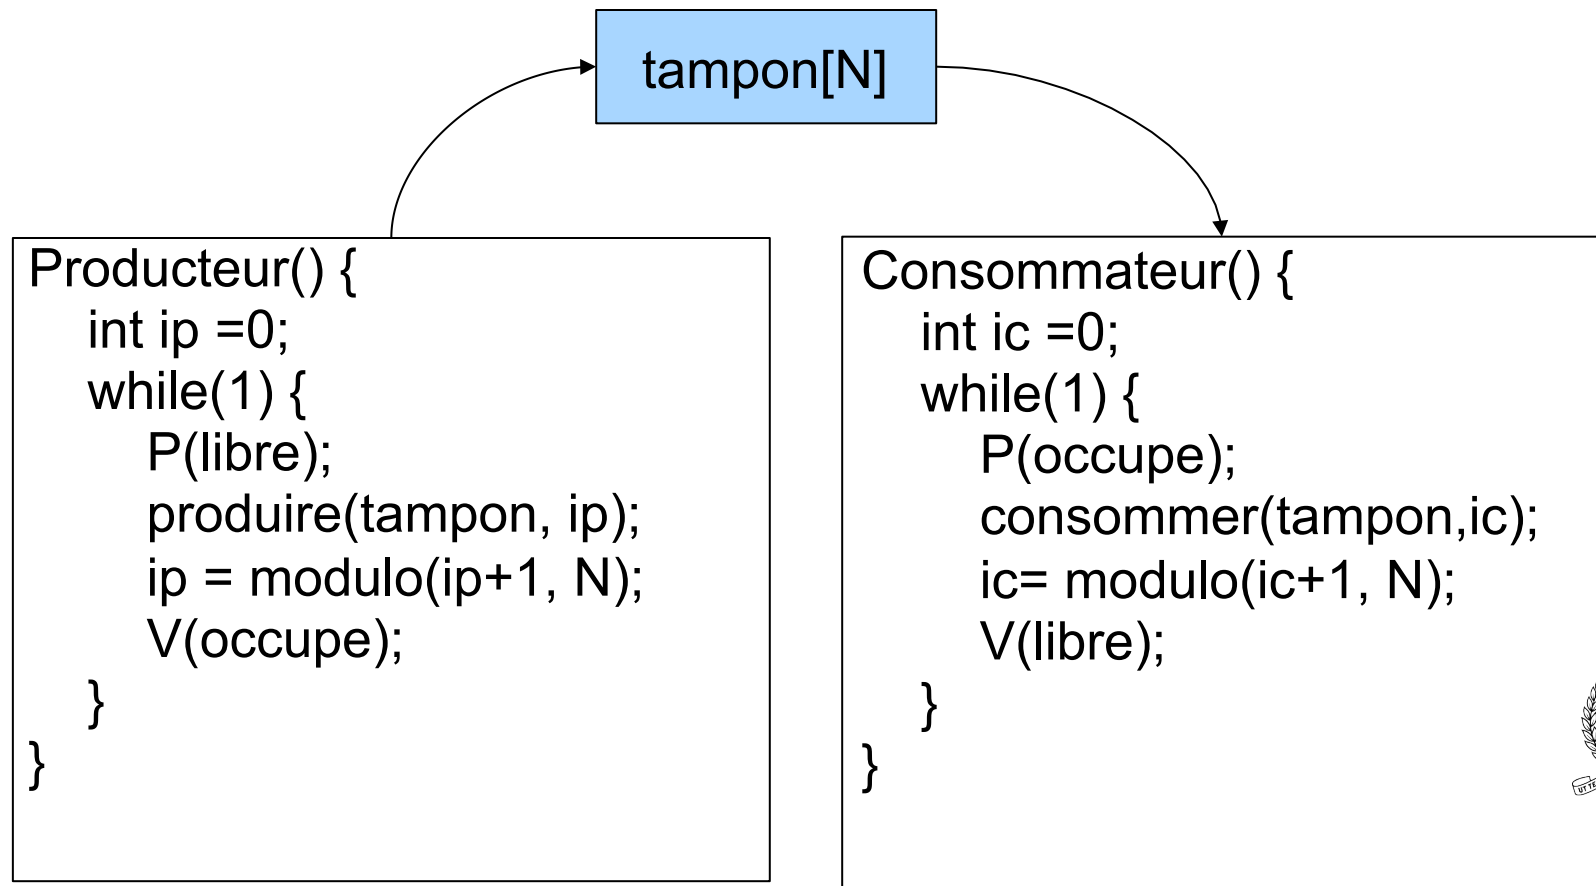 tampon[N]
Producteur() {
int ip =0;
while(1) {
P(libre);
produire(tampon, ip);
ip = modulo(ip+1, N);
V(occupe);
}
}
Consommateur() {
int ic =0;
while(1) {
P(occupe);
consommer(tampon,ic);
ic= modulo(ic+1, N);
V(libre);
}
}